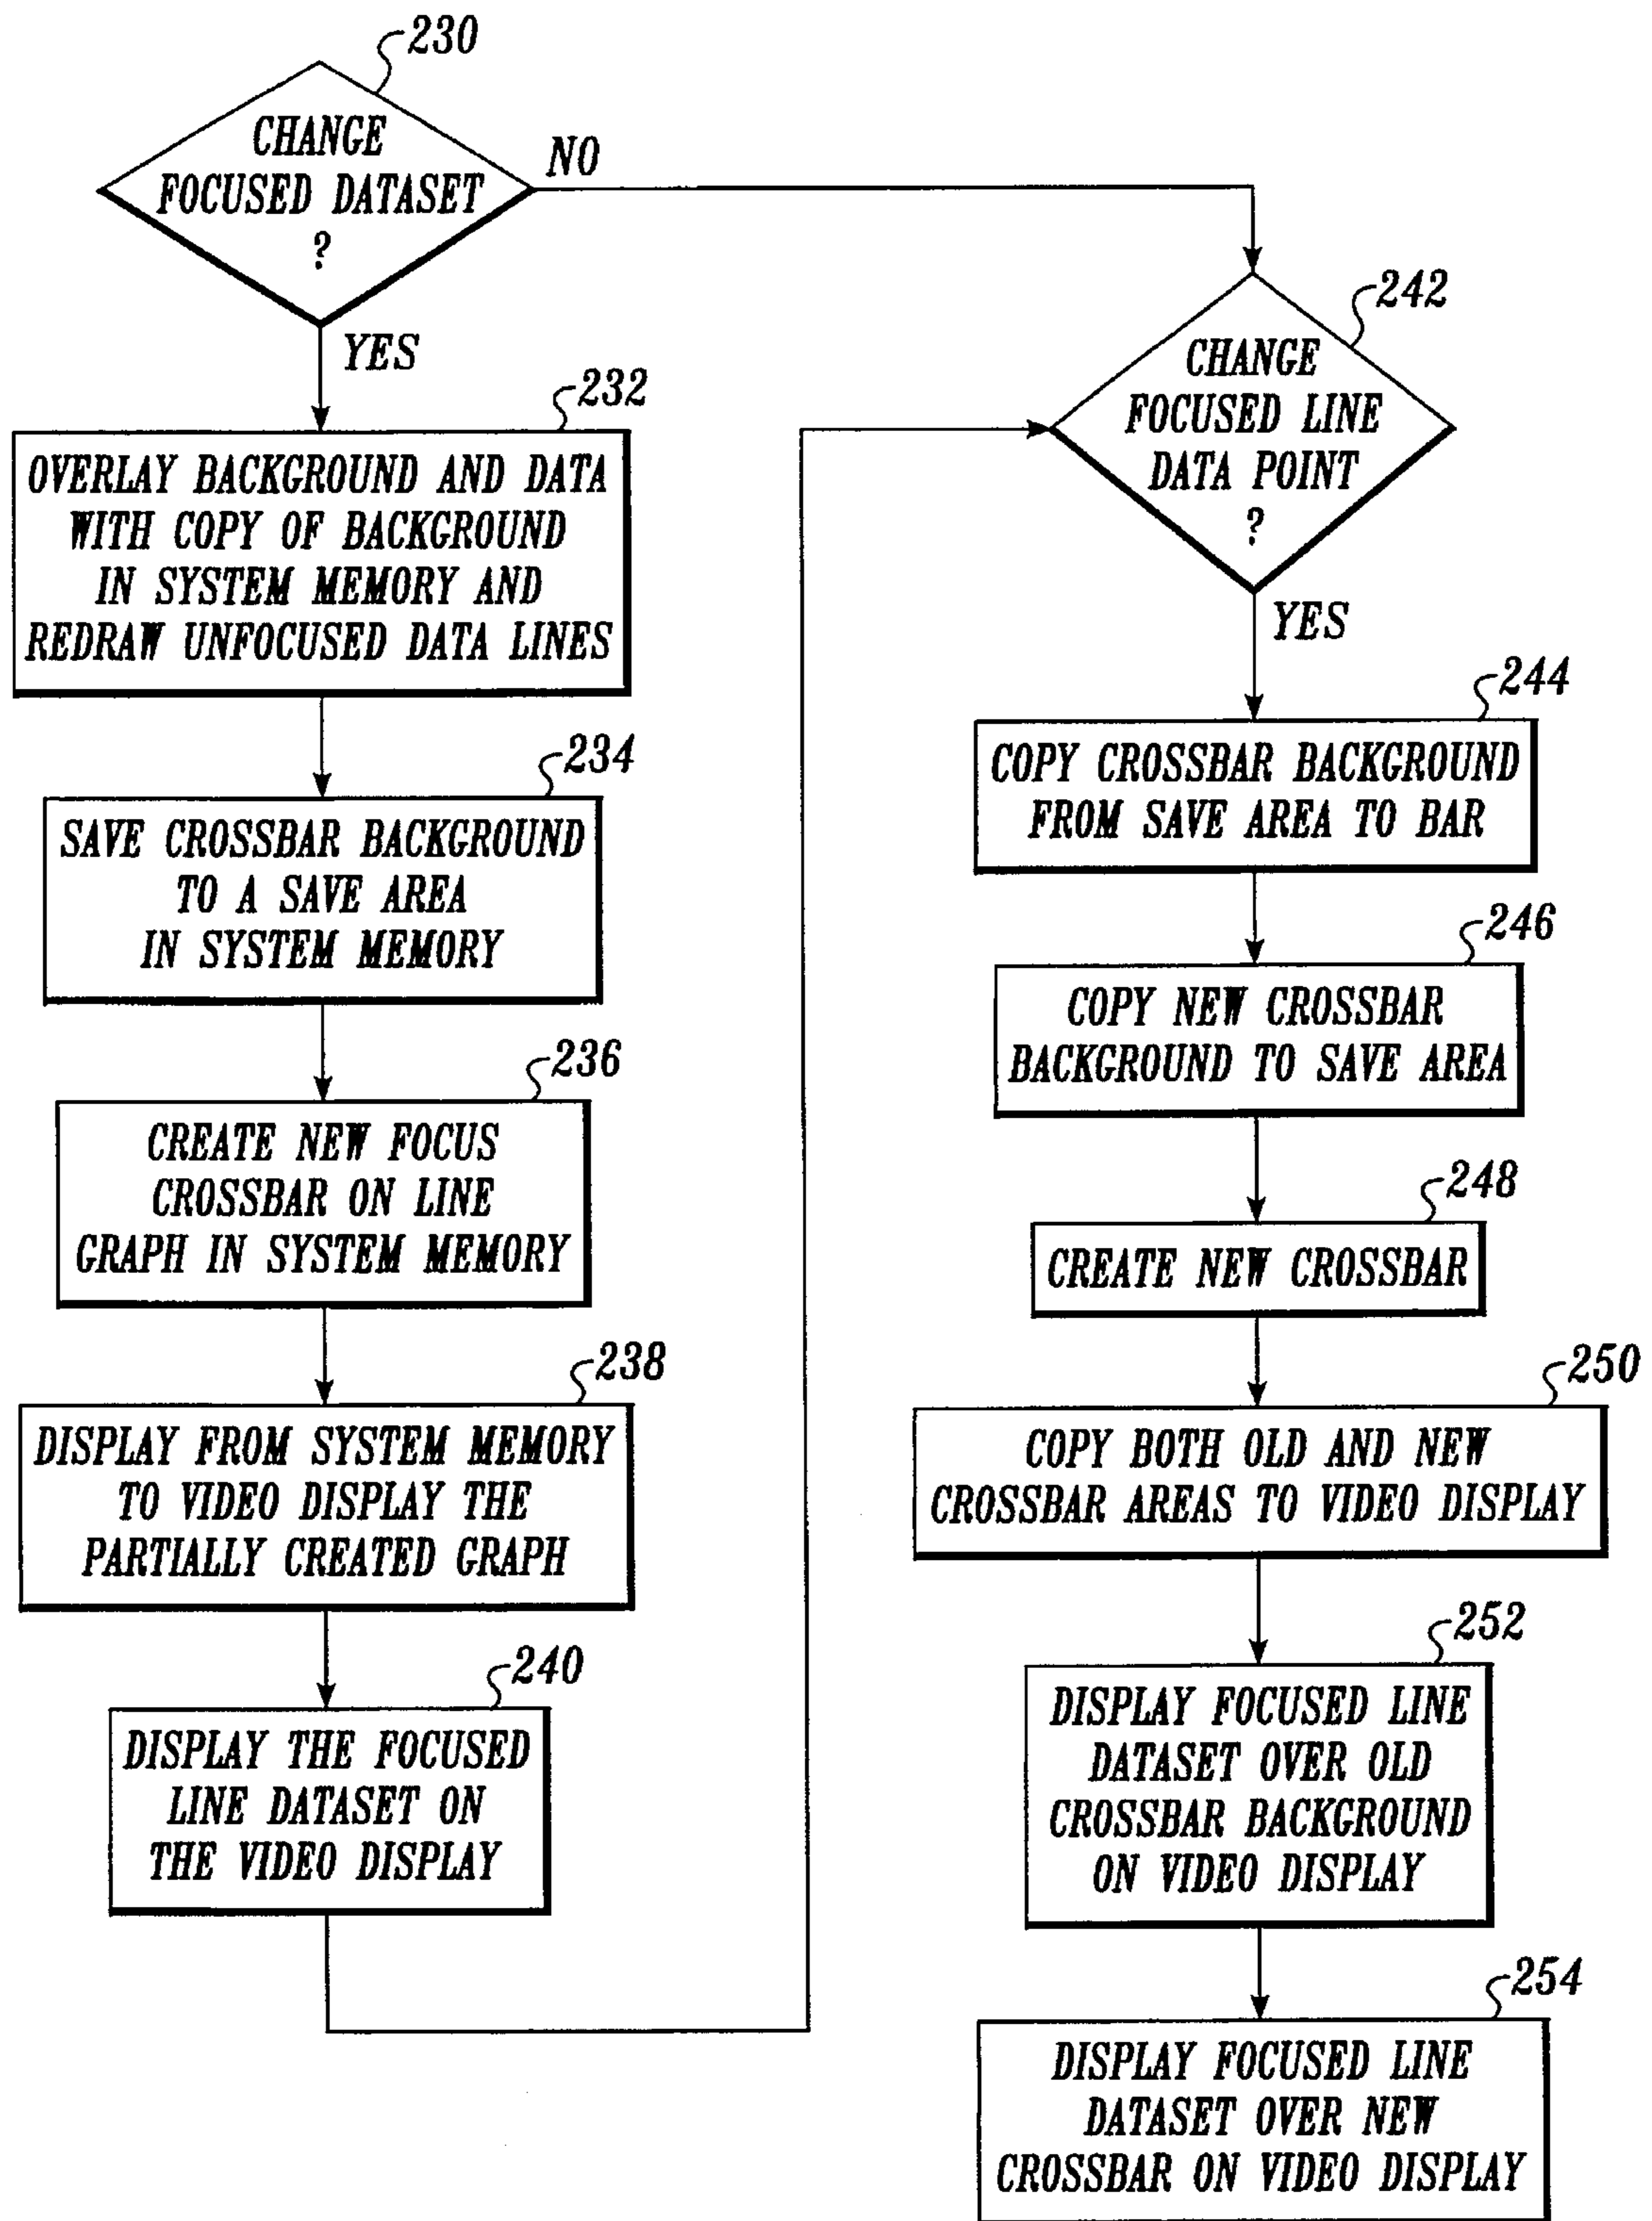 230
CHANGE
FOCUSED DATASET
?
NO
YES
232
OVERLAY BACKGROUND AND DATA
WITH COPY OF BACKGROUND
IN SYSTEM MEMORY AND
REDRAW UNFOCUSED DATA LINES
234
SAVE CROSSBAR BACKGROUND
TO A SAVE AREA
IN SYSTEM MEMORY
236
CREATE NEW FOCUS
CROSSBAR ON LINE
GRAPH IN SYSTEM MEMORY
238
DISPLAY FROM SYSTEM MEMORY
TO VIDEO DISPLAY THE
PARTIALLY CREATED GRAPH
240
DISPLAY THE FOCUSED
LINE DATASET ON
THE VIDEO DISPLAY
242
CHANGE
FOCUSED LINE
DATA POINT
?
YES
244
COPY CROSSBAR BACKGROUND
FROM SAVE AREA TO BAR
246
COPY NEW CROSSBAR
BACKGROUND TO SAVE AREA
248
CREATE NEW CROSSBAR
250
COPY BOTH OLD AND NEW
CROSSBAR AREAS TO VIDEO DISPLAY
252
DISPLAY FOCUSED LINE
DATASET OVER OLD
CROSSBAR BACKGROUND
ON VIDEO DISPLAY
254
DISPLAY FOCUSED LINE
DATASET OVER NEW
CROSSBAR ON VIDEO DISPLAY